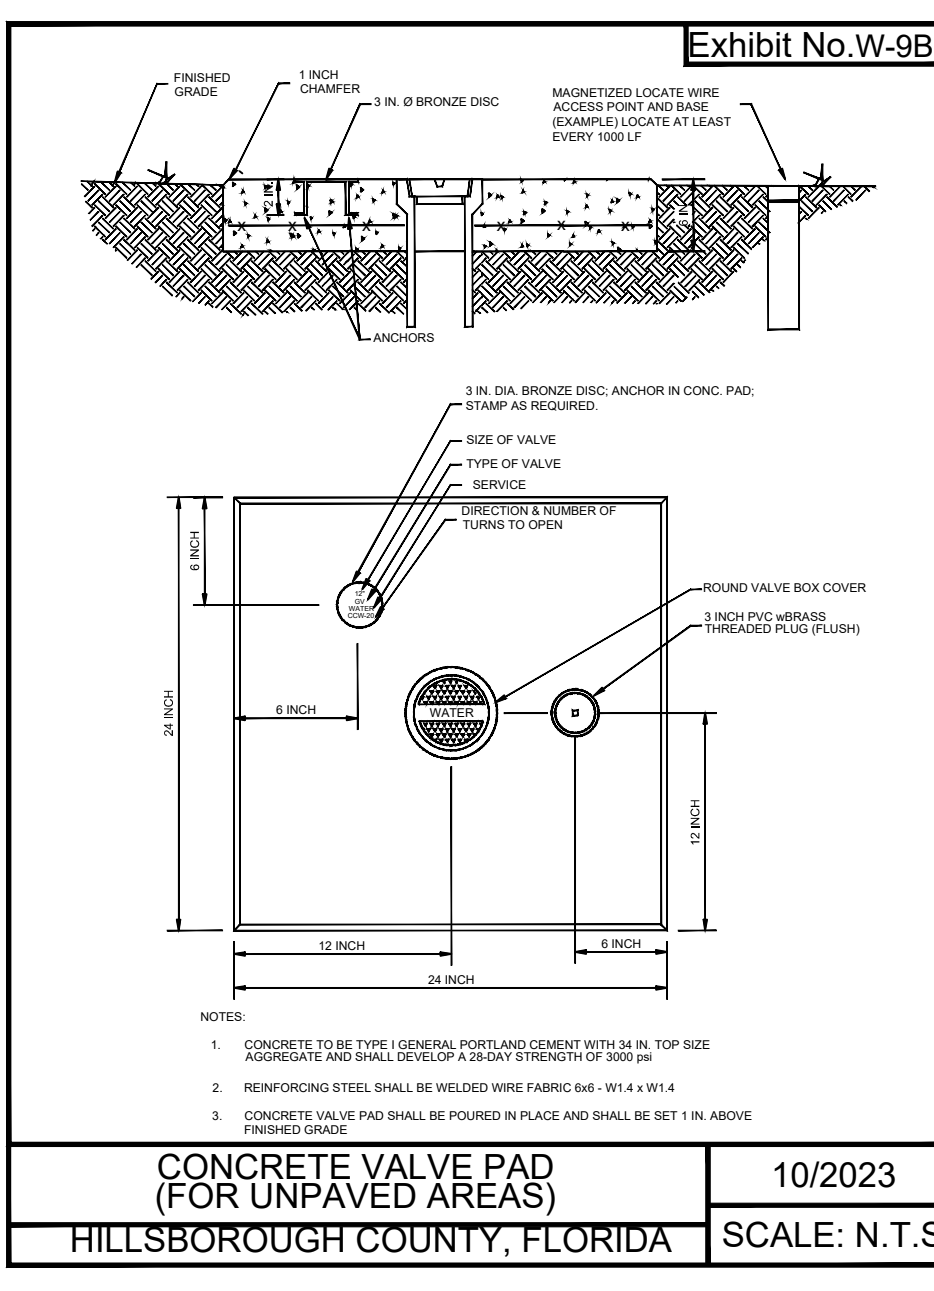 Exhibit No.W-9B
FINISHED
GRADE
1 INCH
CHAMFER
3 IN. Ø BRONZE DISC
MAGNETIZED LOCATE WIRE
ACCESS POINT AND BASE
(EXAMPLE) LOCATE AT LEAST
EVERY 1000 LF
2 IN.
6 IN.
ANCHORS
3 IN. DIA. BRONZE DISC; ANCHOR IN CONC. PAD;
STAMP AS REQUIRED.
SIZE OF VALVE
TYPE OF VALVE
SERVICE
DIRECTION & NUMBER OF
TURNS TO OPEN
6 INCH
12"
GV
WATER
CCW-20
ROUND VALVE BOX COVER
3 INCH PVC wBRASS
THREADED PLUG (FLUSH)
24 INCH
6 INCH
WATER
12 INCH
12 INCH
6 INCH
24 INCH
NOTES:
1. CONCRETE TO BE TYPE I GENERAL PORTLAND CEMENT WITH 34 IN. TOP SIZE
AGGREGATE AND SHALL DEVELOP A 28-DAY STRENGTH OF 3000 psi
2. REINFORCING STEEL SHALL BE WELDED WIRE FABRIC 6x6 - W1.4 x W1.4
3. CONCRETE VALVE PAD SHALL BE POURED IN PLACE AND SHALL BE SET 1 IN. ABOVE
FINISHED GRADE
CONCRETE VALVE PAD
(FOR UNPAVED AREAS)
10/2023
HILLSBOROUGH COUNTY, FLORIDA
SCALE: N.T.S